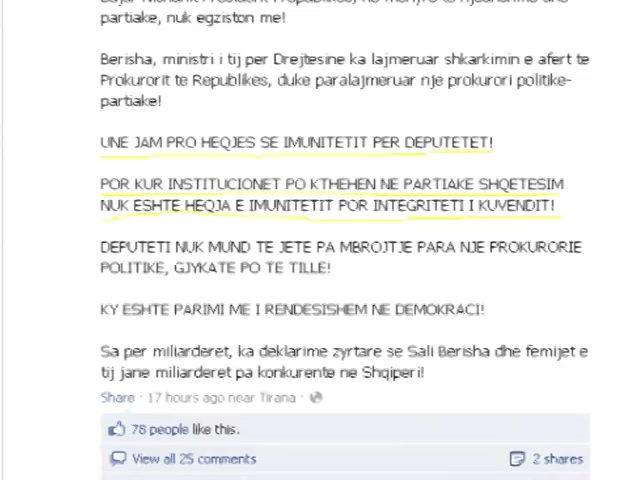 partiake, nuk egziston me!
Berisha, ministri i tij per Drejtesine ka lajmeruar shkarkimin e afert te
Prokurorit te Republikes, duke paralajmeruar nje prokurori politike-
partiake!
UNE JAM PRO HEQJES SE IMUNITETIT PER DEPUTETET!
POR KUR INSTITUCIONET PO KTHEHEN NE PARTIAKE SHQETESIM
NUK ESHTE HEQJA E IMUNITETIT POR INTEGRITETI I KUVENDIT!
DEPUTETI NUK MUND TE JETE PA MBROJTJE PARA NJE PROKURORIE
POLITIKE, GJYKATE PO TE TILLE!
KY ESHTE PARIMI ME I RENDESISHEM NE DEMOKRACI!
Sa per miliarderet, ka deklarime zyrtare se Sali Berisha dhe femijet e
tij jane miliarderet pa konkurente ne Shqiperi!
Share · 17 hours ago near Tirana ·
78 people like this.
View all 25 comments 2 shares